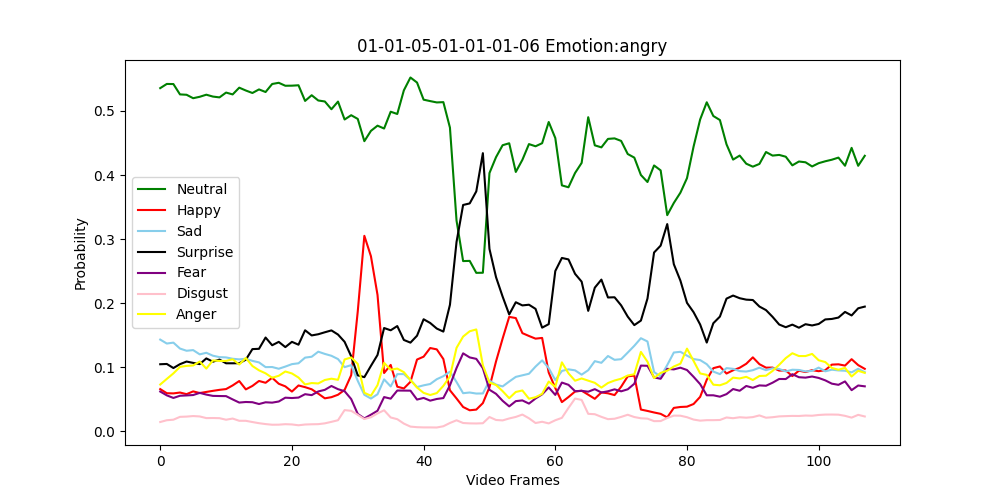 01-01-05-01-01-01-06 Emotion:angry
Probability
0.5
0.4
0.3
0.2
0.1
0.0
Neutral
Happy
Sad
Surprise
Fear
Disgust
Anger
0 20 40 60 80 100
Video Frames